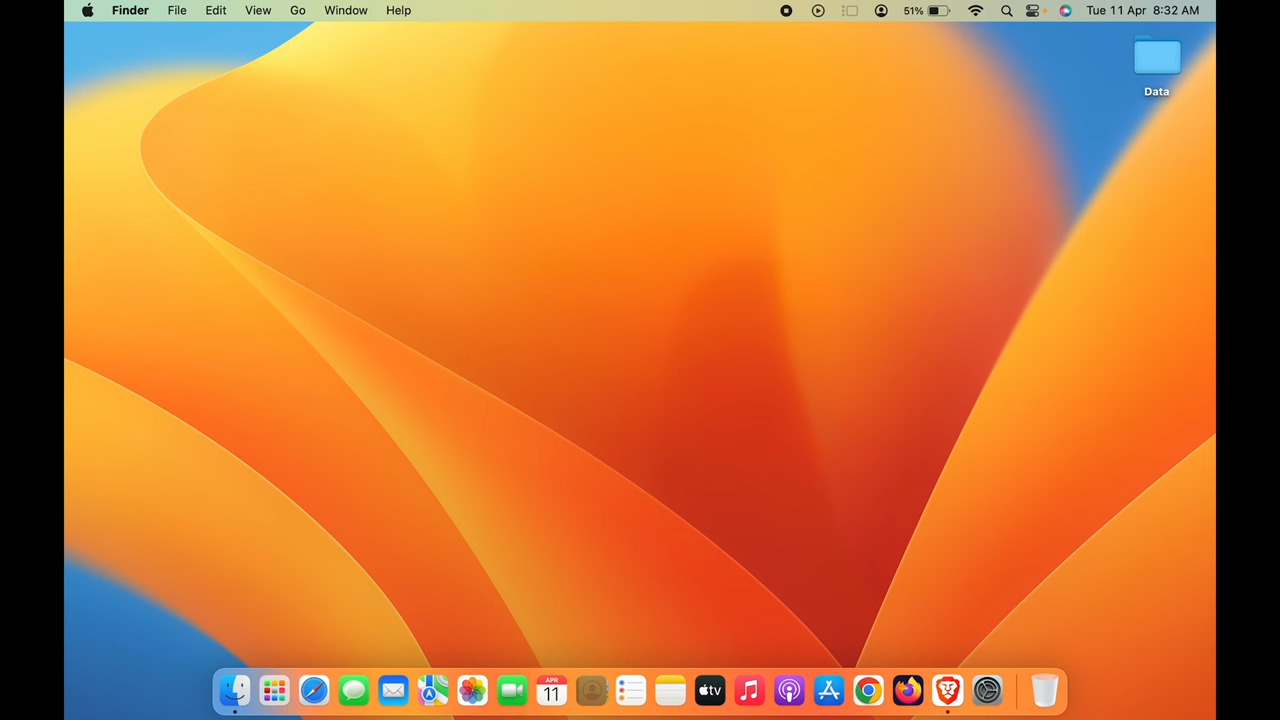 Finder File Edit View Go Window Help 51% Tue 11 Apr 8:32 AM
Data
APR
11
tv